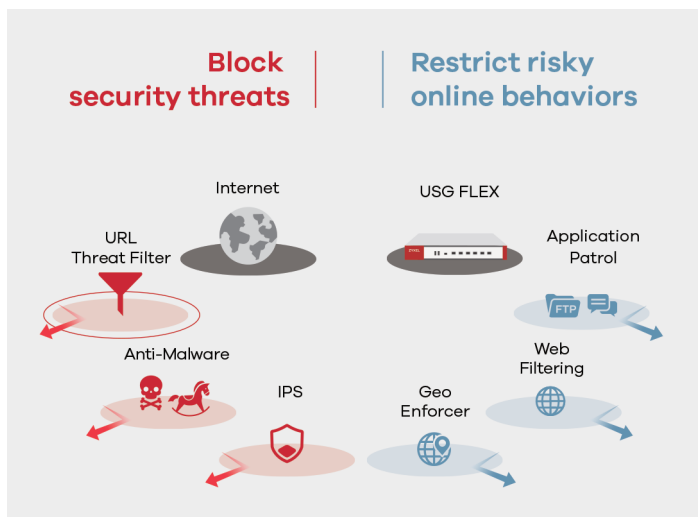 Block
security threats
Restrict risky
online behaviors
Internet
USG FLEX
URL
Threat Filter
Application
Patrol
FTP
Anti-Malware
Web
Filtering
IPS
Geo
Enforcer